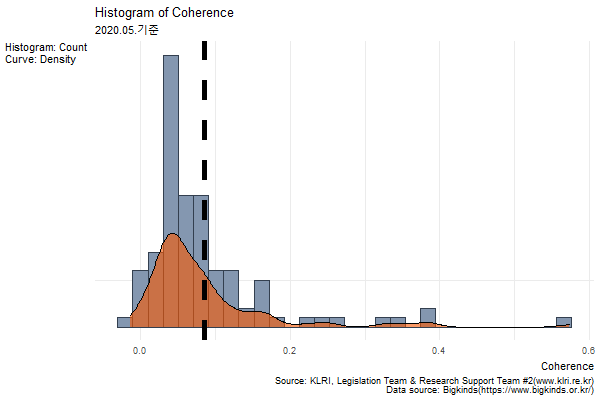 Histogram of Coherence
2020.05.기준
Histogram: Count
Curve: Density
0.0
0.2
0.4
0.6
Coherence
Source: KLRI, Legislation Team & Research Support Team #2(www.klri.re.kr)
Data source: Bigkinds(https://www.bigkinds.or.kr/)